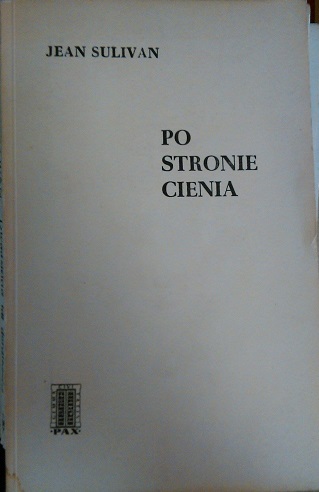 JEAN SULIVAN
PO
STRONIE
CIENIA
PAX